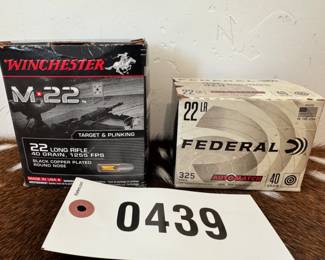 WINCHESTER
M·22
TARGET & PLINKING
22 LONG RIFLE
40 GRAIN, 1255 FPS
BLACK COPPER PLATED
ROUND NOSE
MADE IN USA
22 LR
FEDERAL
325
AUTOMATCH
40
0439